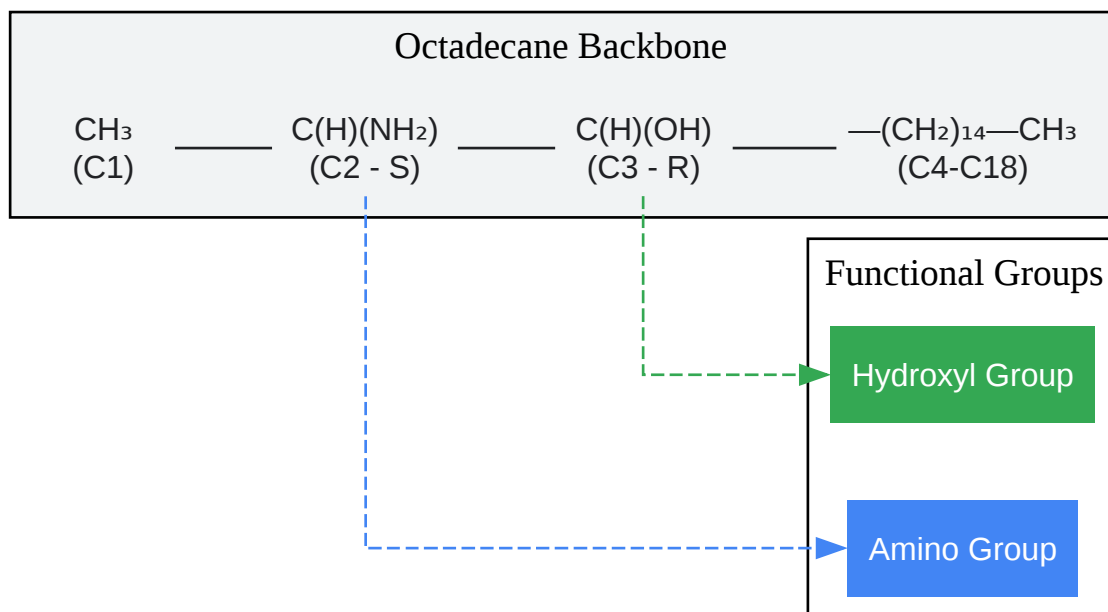 Octadecane Backbone
CH₃ C(H)(NH₂) C(H)(OH) —(CH₂)₁₄—CH₃
(C1) (C2 - S) (C3 - R) (C4-C18)
Functional Groups
Hydroxyl Group
Amino Group